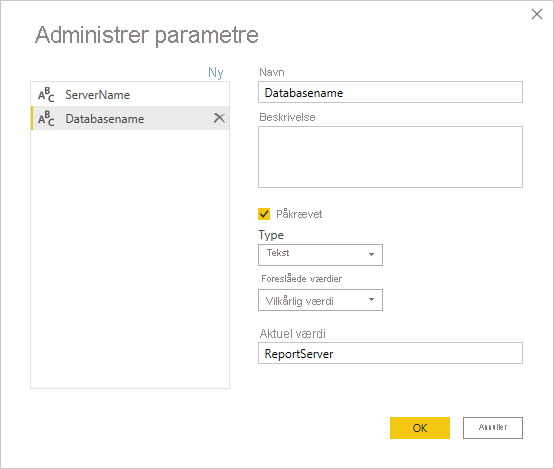 Administrer parametre
Ny
ABC ServerName
ABC Databasename
Navn
Databasename
Beskrivelse
Påkrævet
Type
Tekst
Foreslåede værdier
Vilkårlig værdi
Aktuel værdi
ReportServer
OK
Annuller